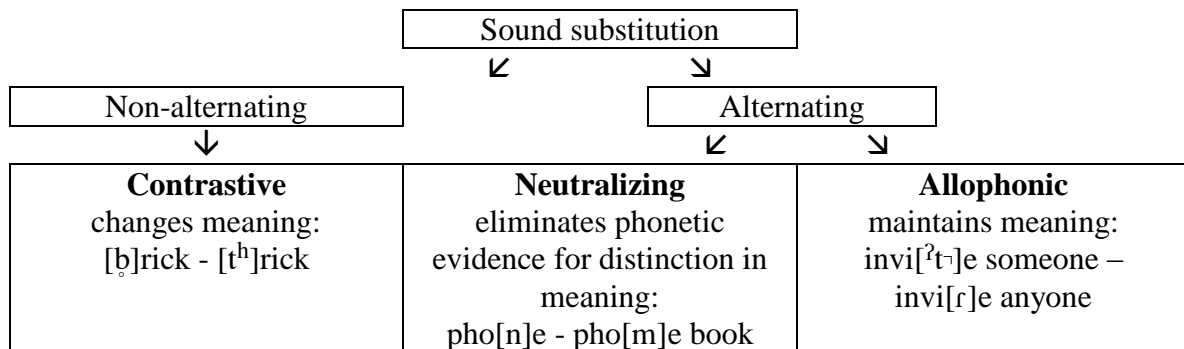 Sound substitution
Non-alternating
Alternating
Contrastive
changes meaning:
[b̥]rick - [tʰ]rick
Neutralizing
eliminates phonetic
evidence for distinction in
meaning:
pho[n]e - pho[m]e book
Allophonic
maintains meaning:
invi[ˀt̚]e someone –
invi[ɾ]e anyone